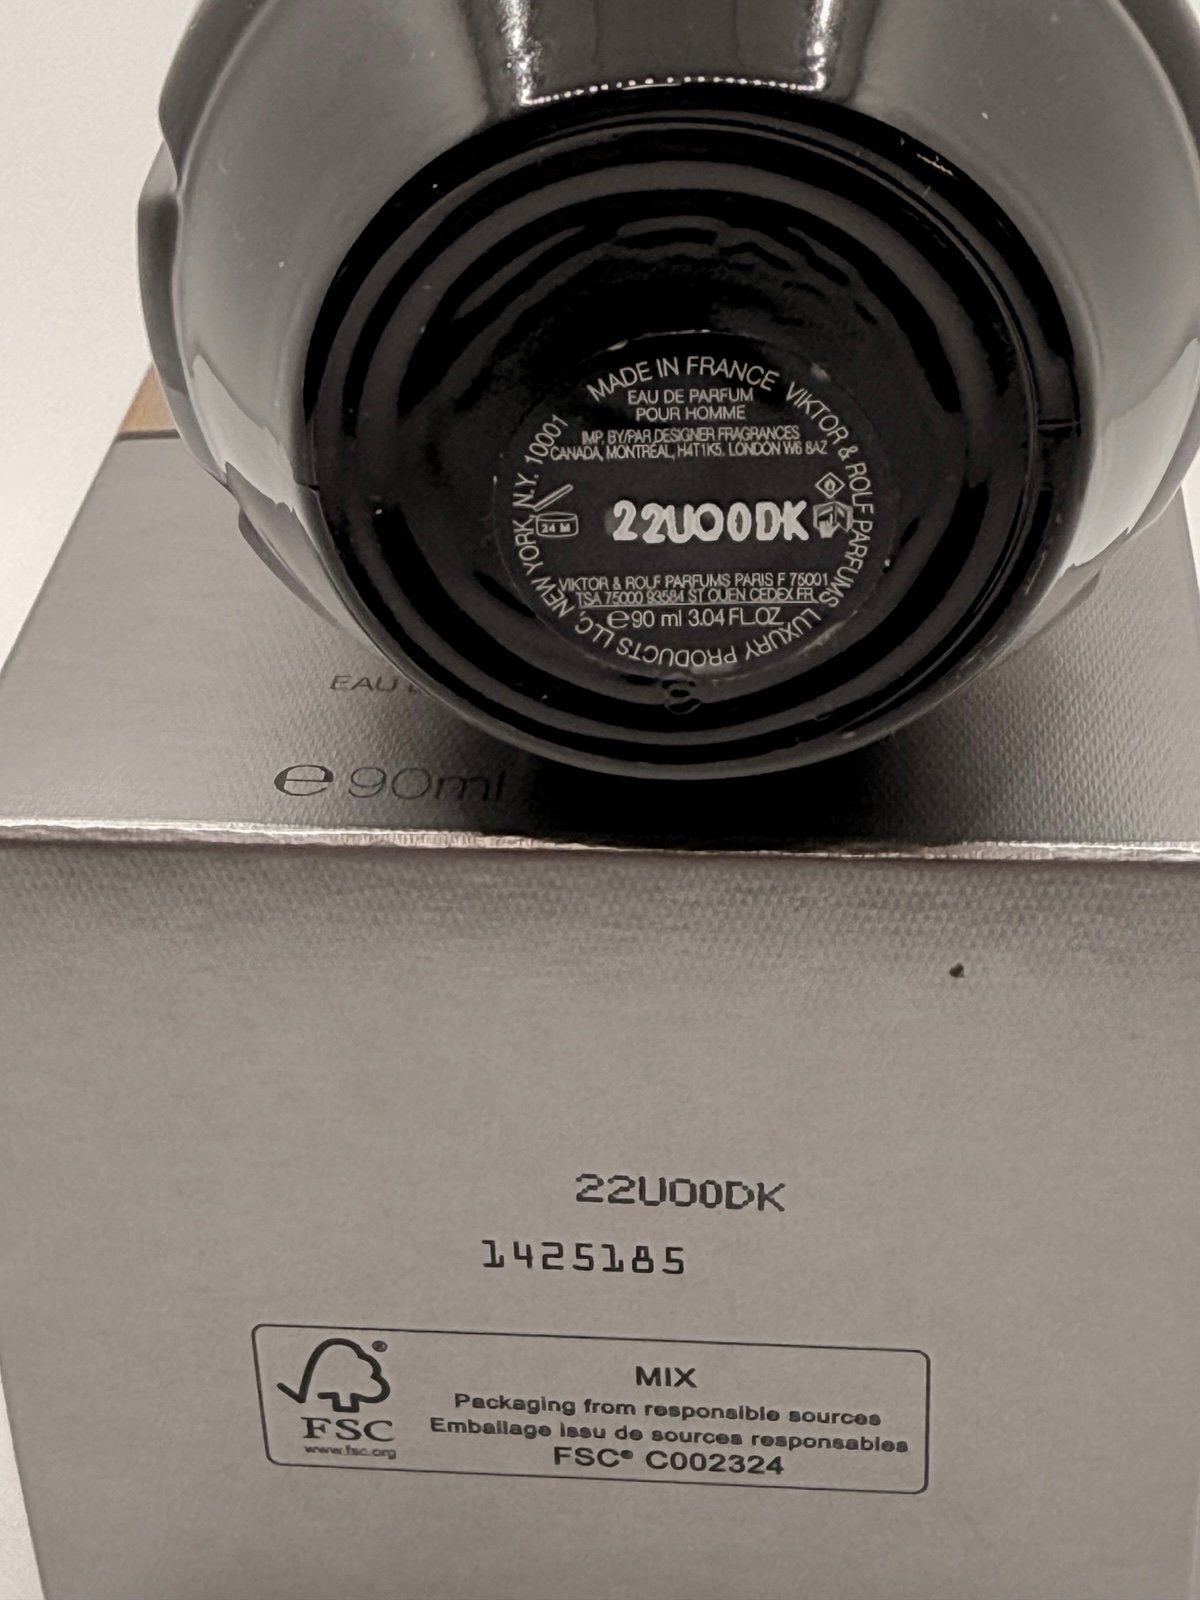 MADE IN FRANCE VIKTOR & ROLF PARFUMS LUXURY PRODUCTS LLC, NEW YORK, N.Y. 10001
EAU DE PARFUM
POUR HOMME
IMP. BY/PAR DESIGNER FRAGRANCES
CANADA, MONTREAL, H4T1K5. LONDON W6 8AZ
24 M
22U00DK
VIKTOR & ROLF PARFUMS PARIS F 75001
TSA 75000 93584 ST OUEN CEDEX FR
e90 ml 3.04 FL.OZ
EAU
e 90ml
22U00DK
1425185
FSC®
www.fsc.org
MIX
Packaging from responsible sources
Emballage issu de sources responsables
FSC® C002324